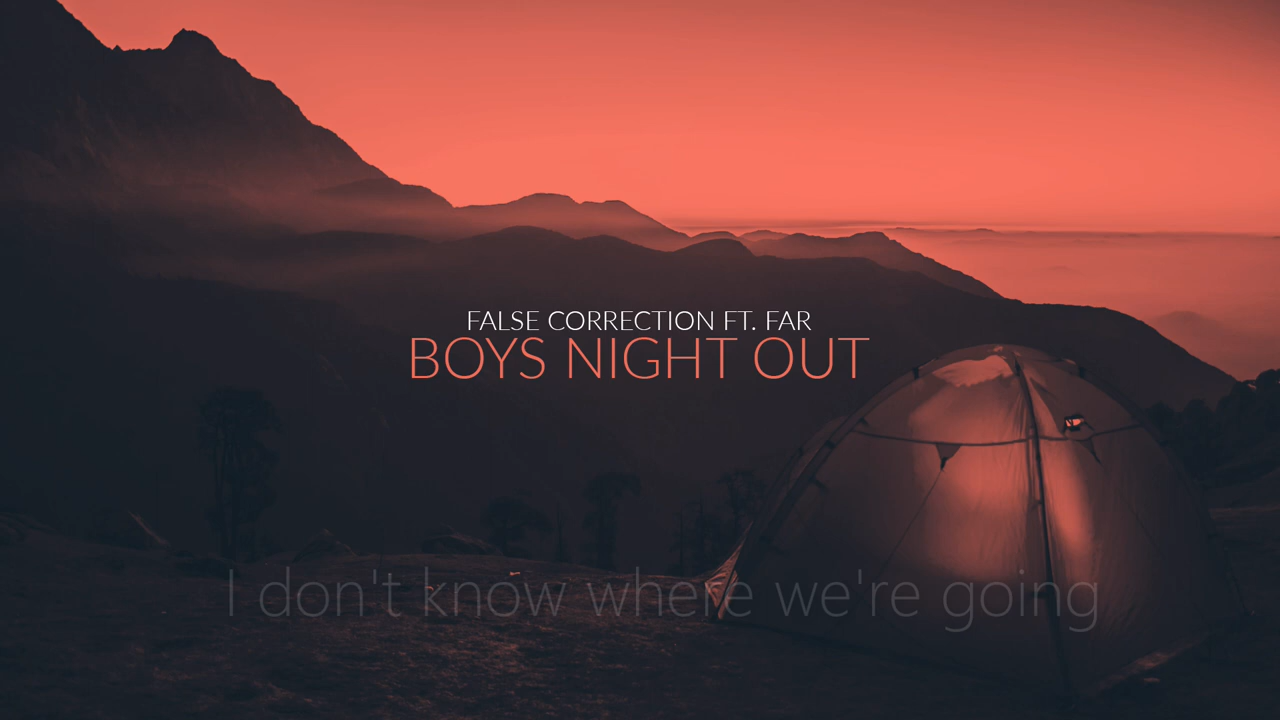 FALSE CORRECTION FT. FAR
BOYS NIGHT OUT
I don't know where we're going